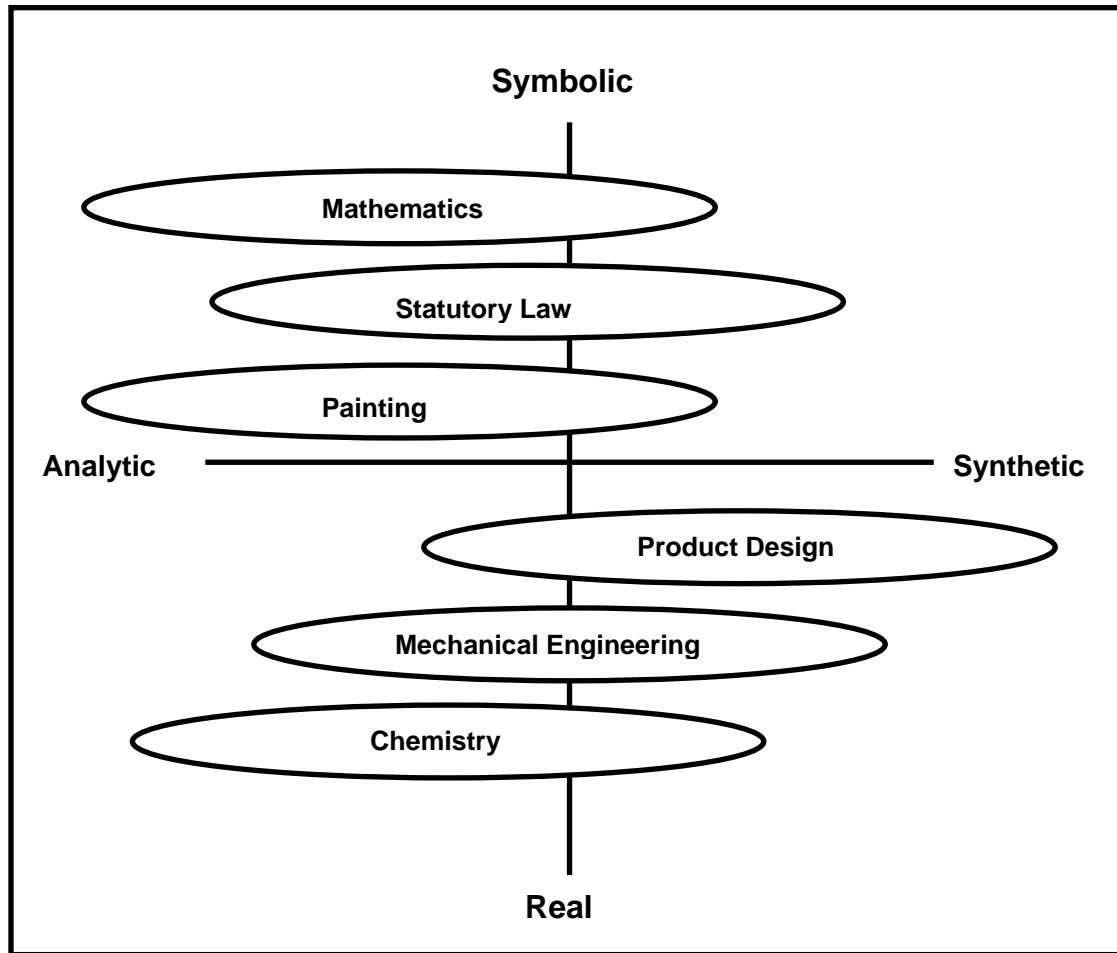 Symbolic
Mathematics
Statutory Law
Painting
Analytic
Synthetic
Product Design
Mechanical Engineering
Chemistry
Real